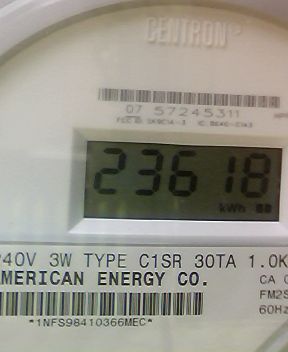 CENTRON®
07 57245311
23618
kWh 88
240V 3W TYPE C1SR 30TA 1.0K
AMERICAN ENERGY CO.
CA
FM2S
60Hz
*1NFS98410366MEC*